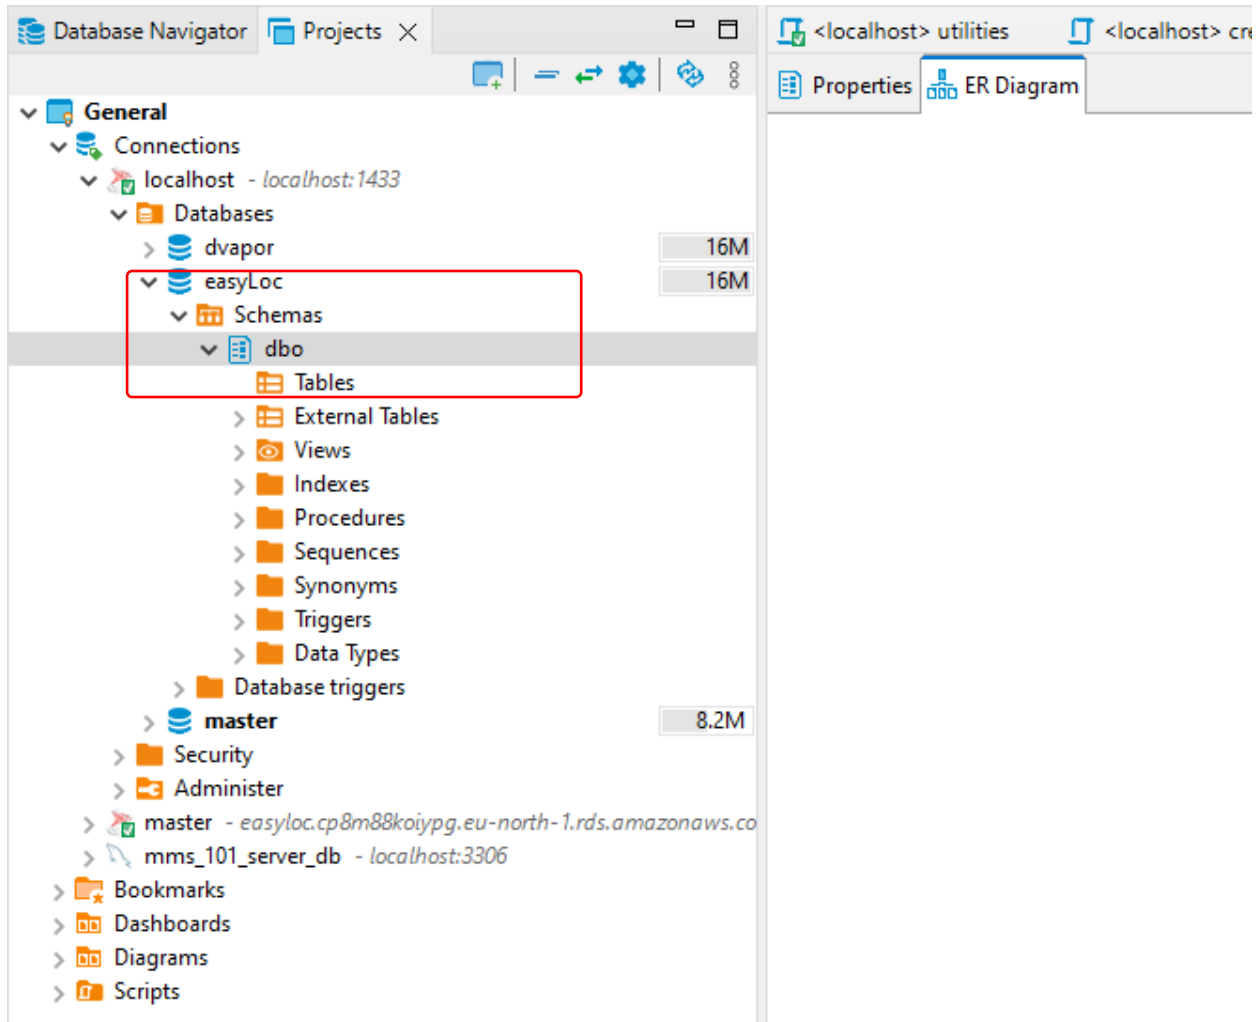 Database Navigator
Projects
<localhost> utilities
<localhost> cre
Properties
ER Diagram
General
Connections
localhost - localhost:1433
Databases
dvapor 16M
easyLoc 16M
Schemas
dbo
Tables
External Tables
Views
Indexes
Procedures
Sequences
Synonyms
Triggers
Data Types
Database triggers
master 8.2M
Security
Administer
master - easyloc.cp8m88koiypg.eu-north-1.rds.amazonaws.co
mms_101_server_db - localhost:3306
Bookmarks
Dashboards
Diagrams
Scripts